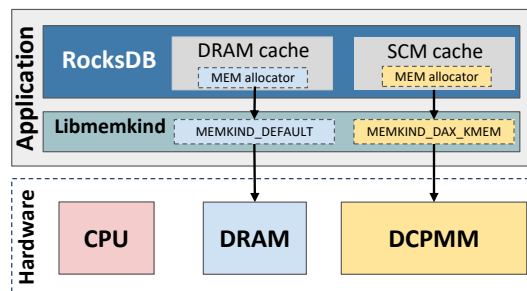 Application
RocksDB
DRAM cache
MEM allocator
SCM cache
MEM allocator
Libmemkind
MEMKIND_DEFAULT
MEMKIND_DAX_KMEM
Hardware
CPU
DRAM
DCPMM